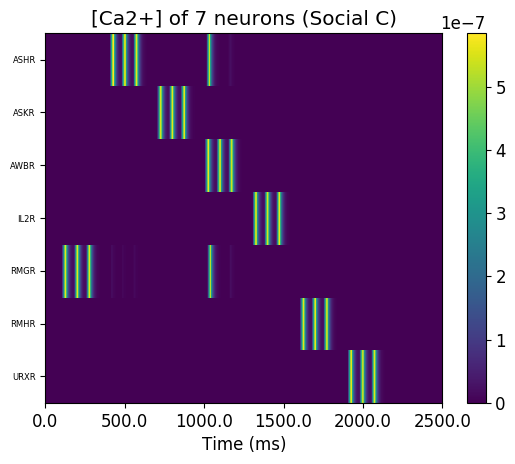 [Ca2+] of 7 neurons (Social C)
1e−7
ASHR
ASKR
AWBR
IL2R
RMGR
RMHR
URXR
5
4
3
2
1
0
0.0 500.0 1000.0 1500.0 2000.0 2500.0
Time (ms)